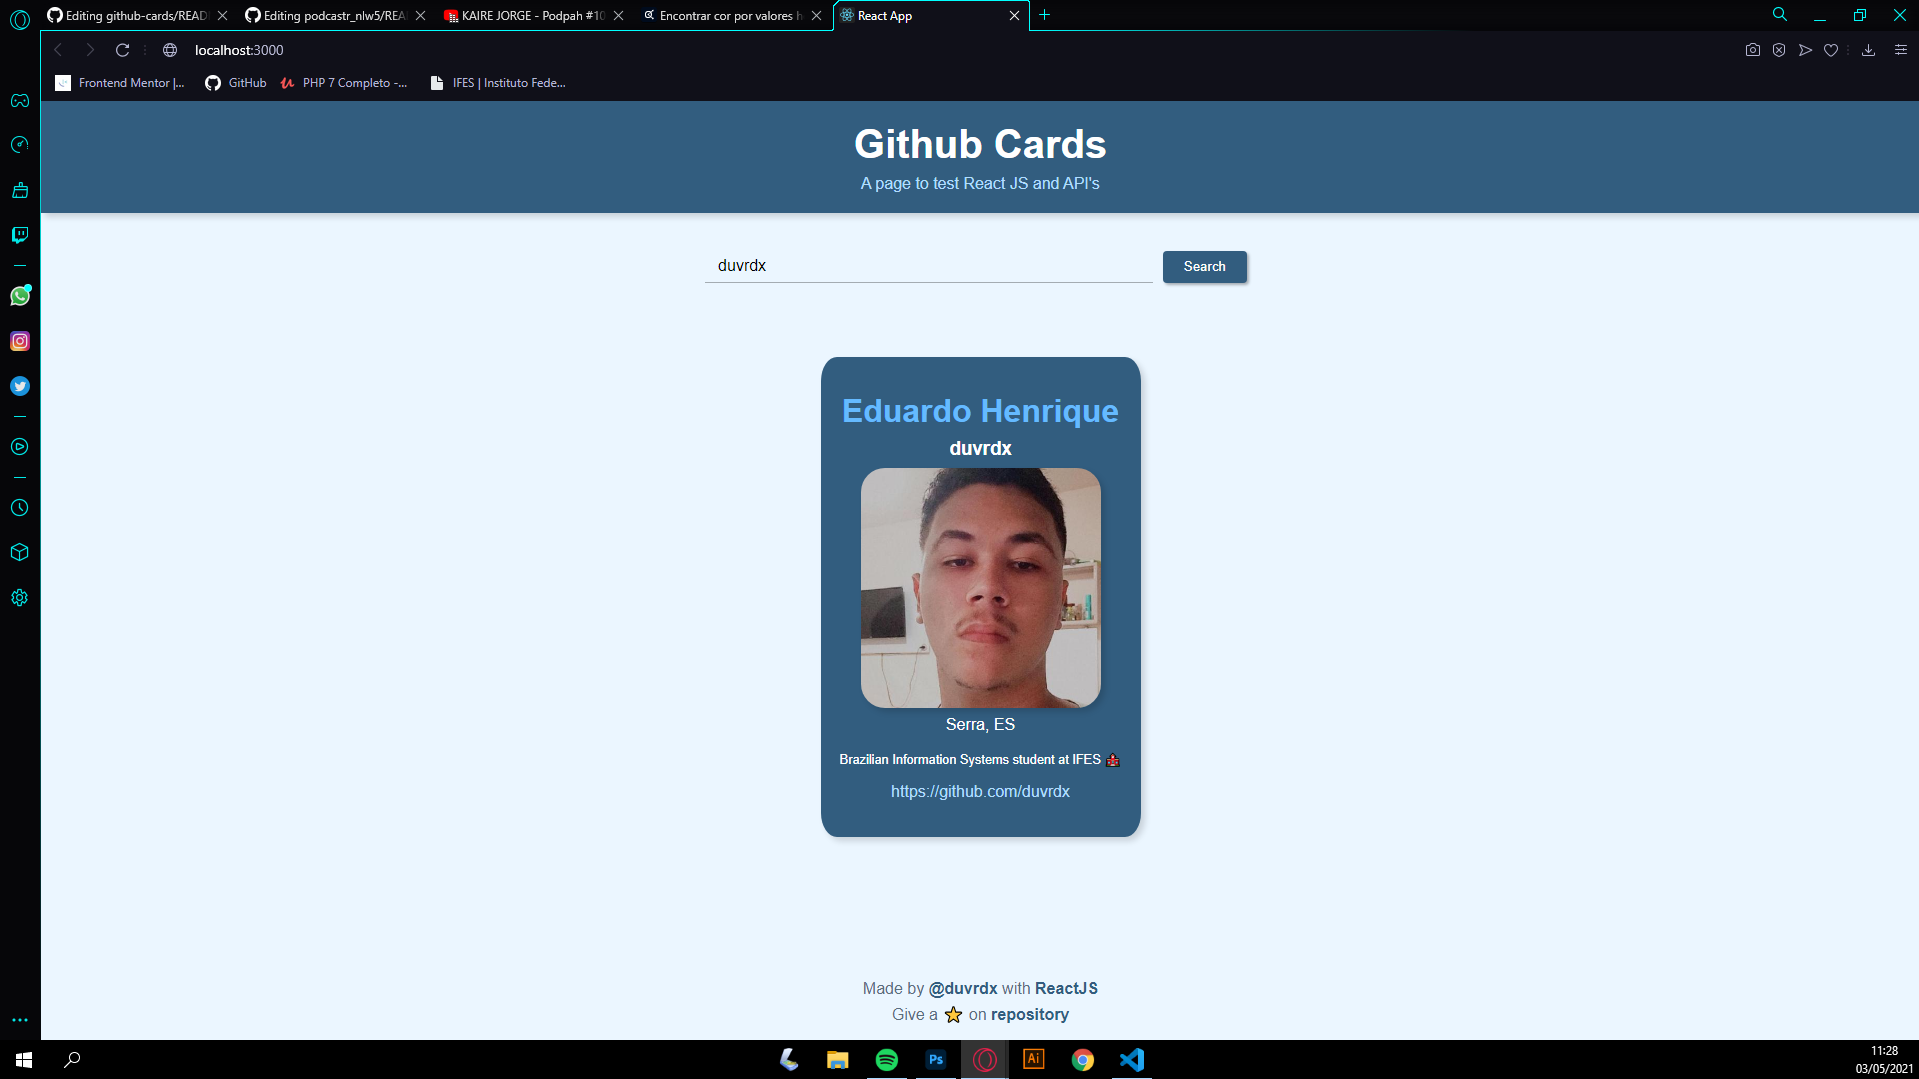 Editing github-cards/READ
Editing podcastr_nlw5/REA
KAIRE JORGE - Podpah #10
Encontrar cor por valores h
React App
localhost:3000
Frontend Mentor |...
GitHub
PHP 7 Completo -...
IFES | Instituto Fede...
Github Cards
A page to test React JS and API's
duvrdx
Search
Eduardo Henrique
duvrdx
Serra, ES
Brazilian Information Systems student at IFES 🏫
https://github.com/duvrdx
Made by @duvrdx with ReactJS
Give a ⭐ on repository
Ps
Ai
11:28
03/05/2021